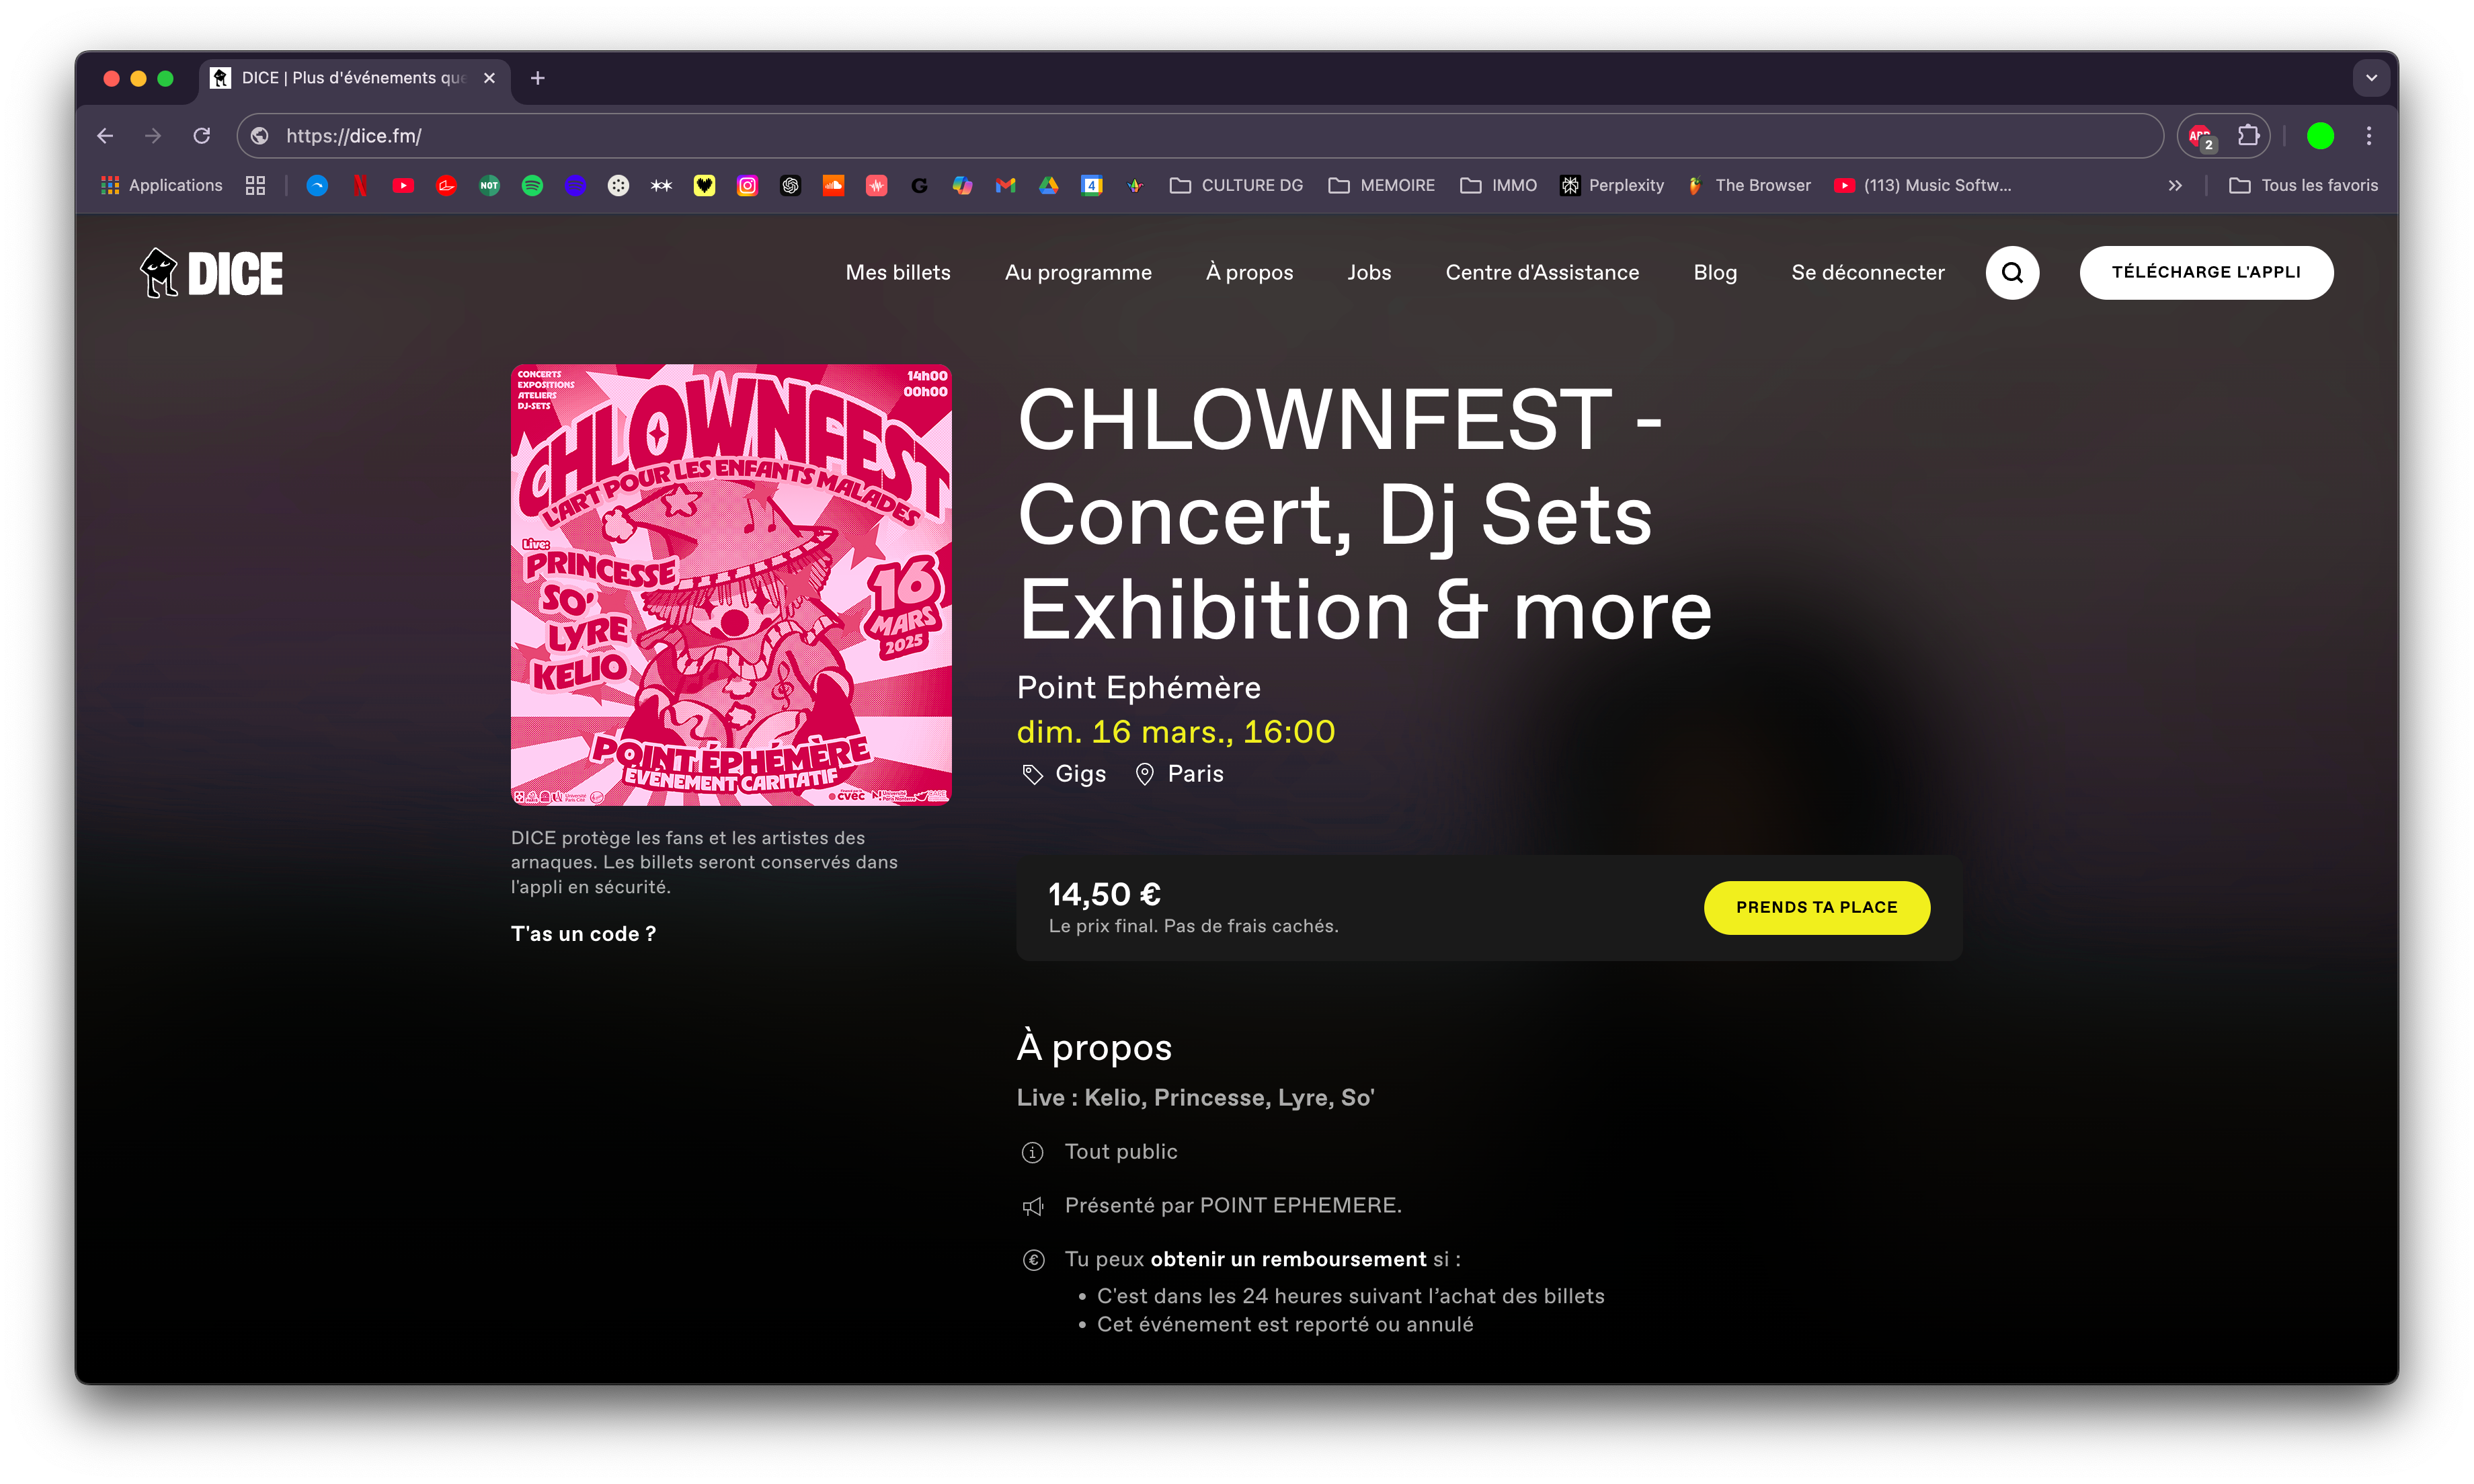 DICE | Plus d'événements que
https://dice.fm/
ABP
2
Applications
NOT
G
4
CULTURE DG
MEMOIRE
IMMO
Perplexity
The Browser
(113) Music Softw...
Tous les favoris
DICE
Mes billets
Au programme
À propos
Jobs
Centre d'Assistance
Blog
Se déconnecter
TÉLÉCHARGE L'APPLI
CONCERTS
EXPOSITIONS
ATELIERS
DJ-SETS
14h00
00h00
CHLOWNFEST
L'ART POUR LES ENFANTS MALADES
Live:
PRINCESSE
SO'
LYRE
KELIO
16
MARS
2025
POINT ÉPHÉMÈRE
ÉVÉNEMENT CARITATIF
cvec
DICE protège les fans et les artistes des
arnaques. Les billets seront conservés dans
l'appli en sécurité.
T'as un code ?
CHLOWNFEST -
Concert, Dj Sets
Exhibition & more
Point Ephémère
dim. 16 mars., 16:00
Gigs
Paris
14,50 €
Le prix final. Pas de frais cachés.
PRENDS TA PLACE
À propos
Live : Kelio, Princesse, Lyre, So'
Tout public
Présenté par POINT EPHEMERE.
Tu peux obtenir un remboursement si :
• C'est dans les 24 heures suivant l’achat des billets
• Cet événement est reporté ou annulé